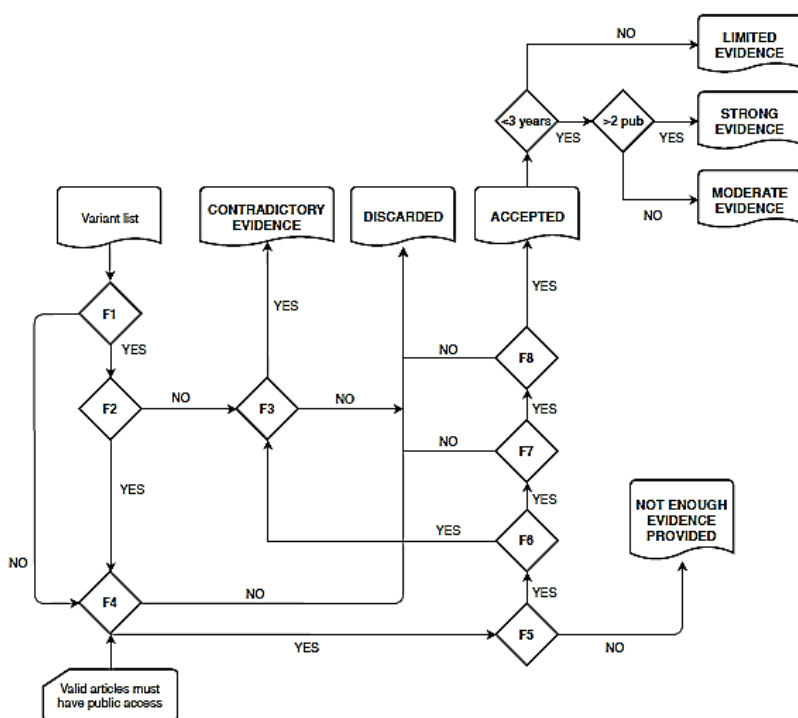 NO
LIMITED
EVIDENCE
<3 years
YES
>2 pub
YES
STRONG
EVIDENCE
NO
MODERATE
EVIDENCE
Variant list
CONTRADICTORY
EVIDENCE
DISCARDED
ACCEPTED
F1
YES
YES
YES
F2
NO
F3
NO
NO
F8
YES
NO
F7
YES
YES
YES
F6
NOT ENOUGH
EVIDENCE
PROVIDED
NO
F4
NO
YES
YES
F5
NO
Valid articles must
have public access